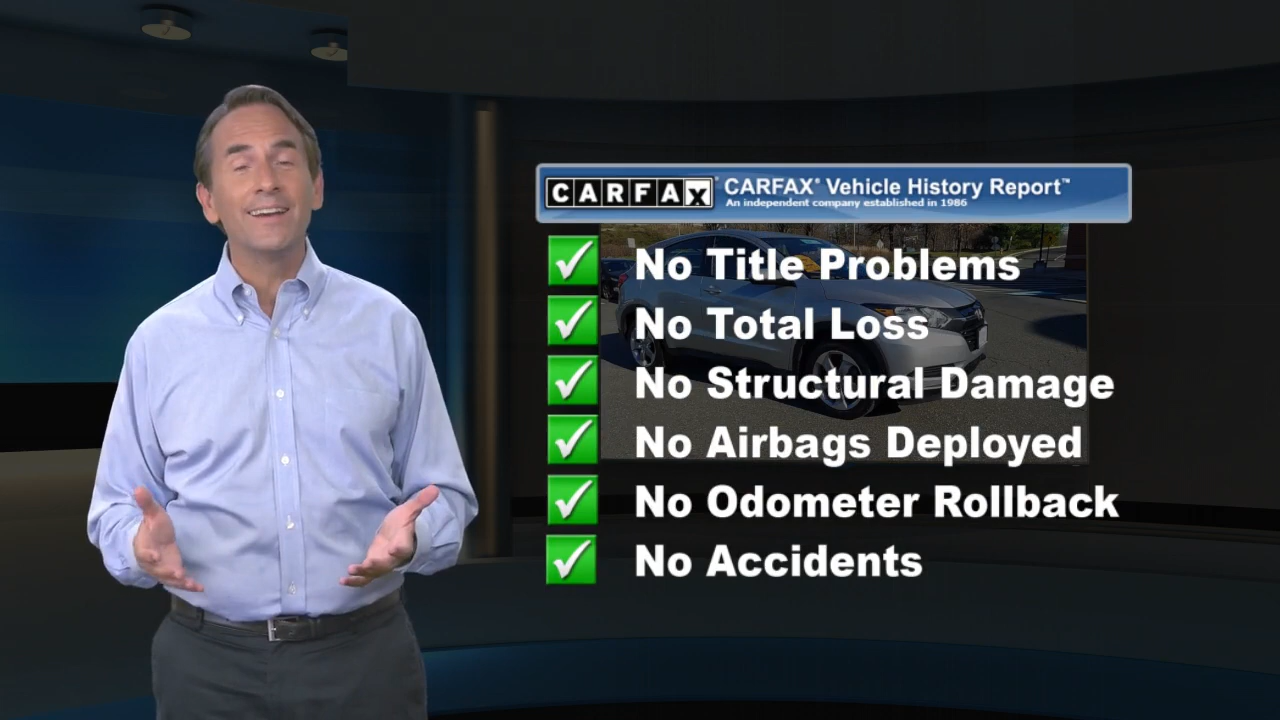 CARFAX® CARFAX® Vehicle History Report™
An independent company established in 1986
No Title Problems
No Total Loss
No Structural Damage
No Airbags Deployed
No Odometer Rollback
No Accidents